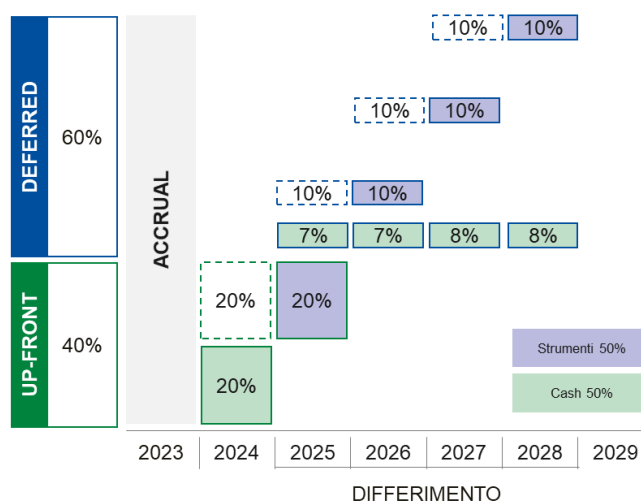 10% 10%
10% 10%
10% 10%
7% 7% 8% 8%
DEFERRED
60%
ACCRUAL
20% 20%
UP-FRONT
40%
20%
Strumenti 50%
Cash 50%
2023 2024 2025 2026 2027 2028 2029
DIFFERIMENTO